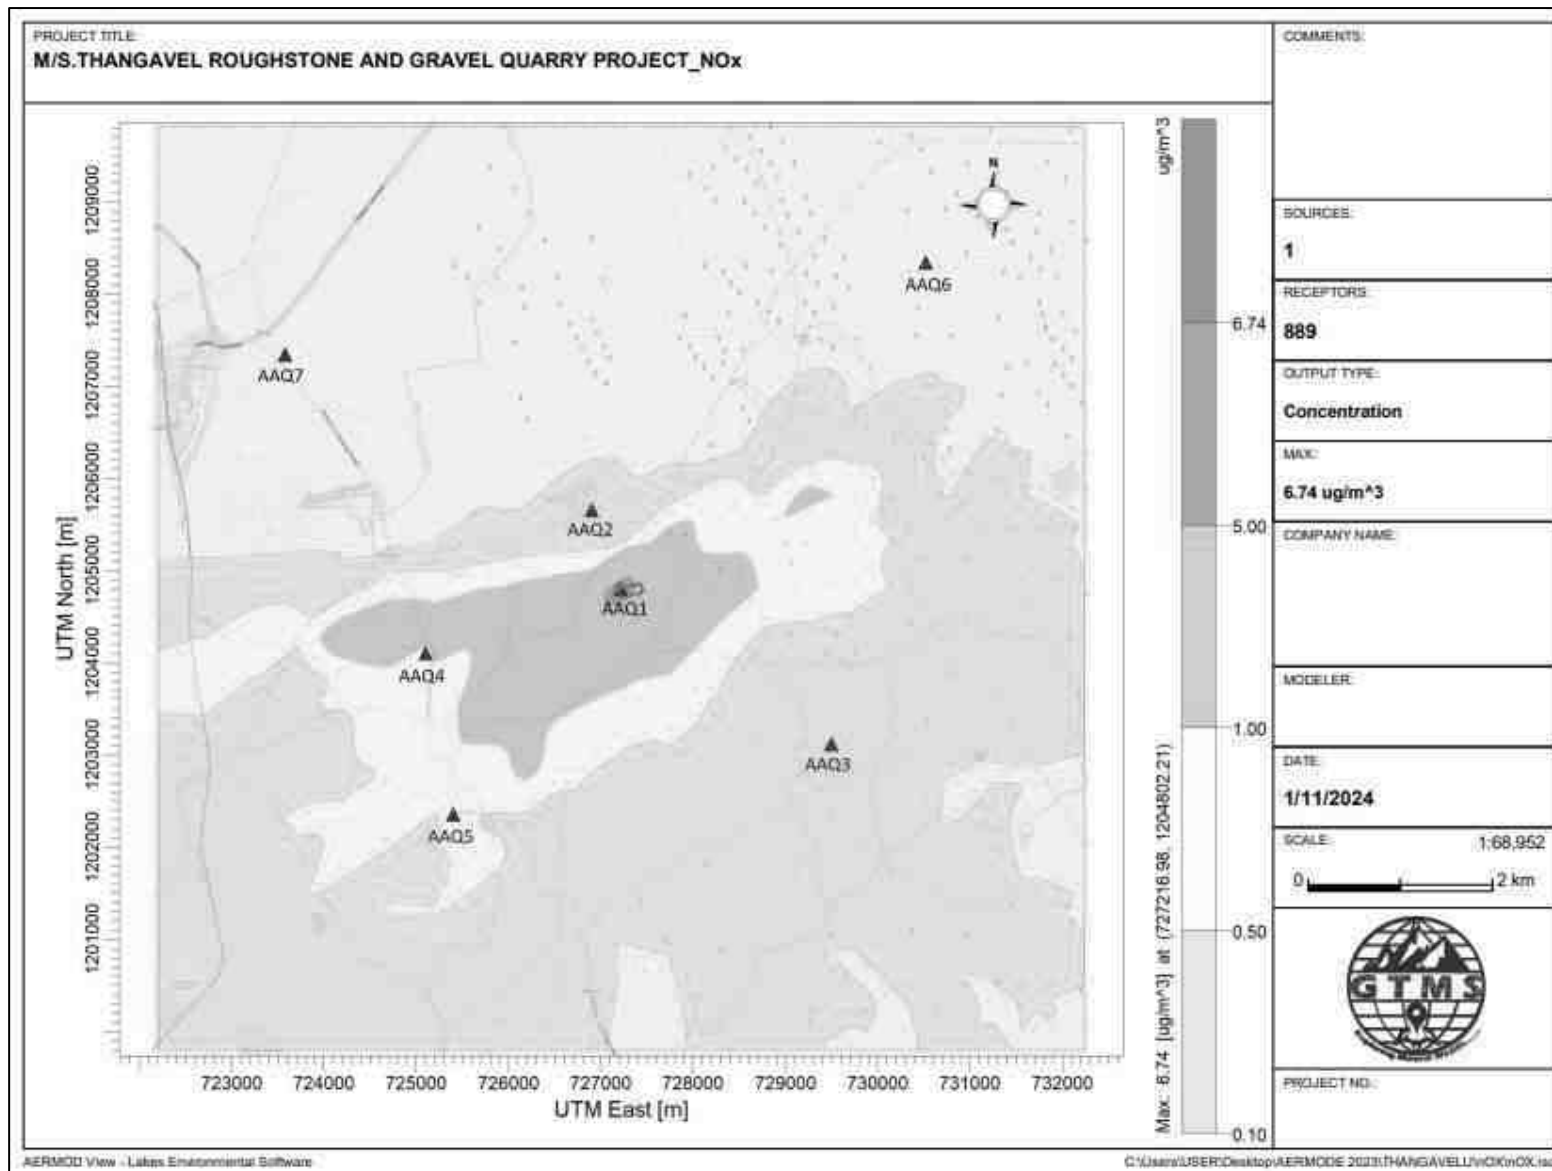 PROJECT TITLE:
M/S.THANGAVEL ROUGHSTONE AND GRAVEL QUARRY PROJECT_NOx
COMMENTS:
SOURCES:
1
RECEPTORS:
889
OUTPUT TYPE:
Concentration
MAX:
6.74 ug/m^3
COMPANY NAME:
MODELER:
DATE:
1/11/2024
SCALE:
1:68,952
0
2 km
GTMS
PROJECT NO.:
UTM North [m]
1209000
1208000
1207000
1206000
1205000
1204000
1203000
1202000
1201000
N
AAQ6
AAQ7
AAQ2
AAQ1
AAQ4
AAQ3
AAQ5
723000
724000
725000
726000
727000
728000
729000
730000
731000
732000
UTM East [m]
ug/m^3
6.74
5.00
1.00
0.50
0.10
Max: 6.74 [ug/m^3] at (727216.98, 1204802.21)
AERMOD View - Lakes Environmental Software